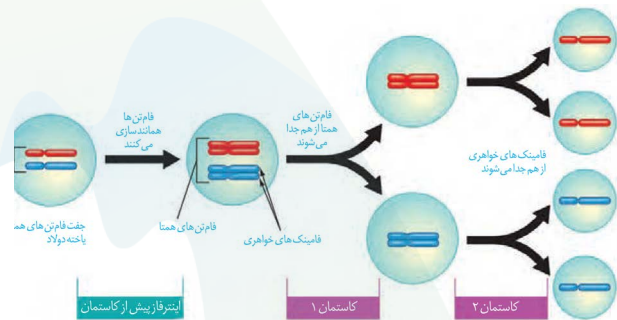 فام‌تن‌ها
همانندسازی
می‌کنند
فام‌تن‌های
همتا از هم جدا
می‌شوند
فامینک‌های خواهری
از هم جدا می‌شوند
جفت فام‌تن‌های
یاخته دولاد
فام‌تن‌های همتا
فامینک‌های خواهری
اینترفاز پیش از کاستمان
کاستمان ۱
کاستمان ۲